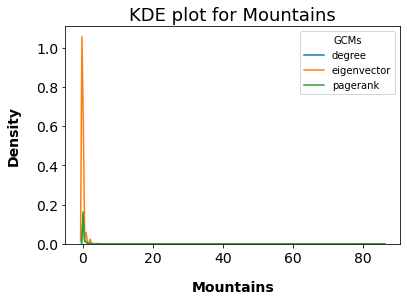 KDE plot for Mountains
GCMs
degree
eigenvector
pagerank
1.0
0.8
0.6
0.4
0.2
0.0
Density
0 20 40 60 80
Mountains